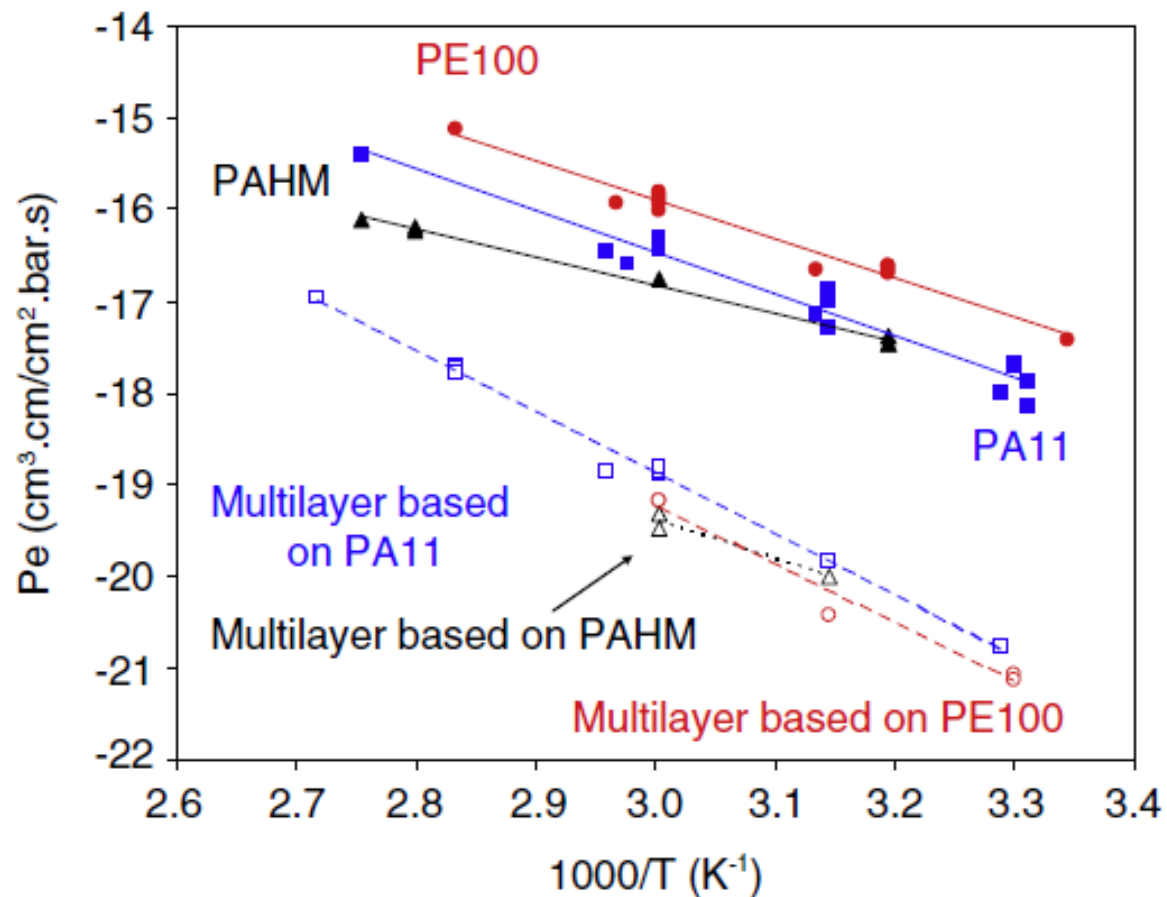 -14
-15
-16
-17
-18
-19
-20
-21
-22
Pe (cm³.cm/cm².bar.s)
PE100
PAHM
PA11
Multilayer based
on PA11
Multilayer based on PAHM
Multilayer based on PE100
2.6 2.7 2.8 2.9 3.0 3.1 3.2 3.3 3.4
1000/T (K⁻¹)